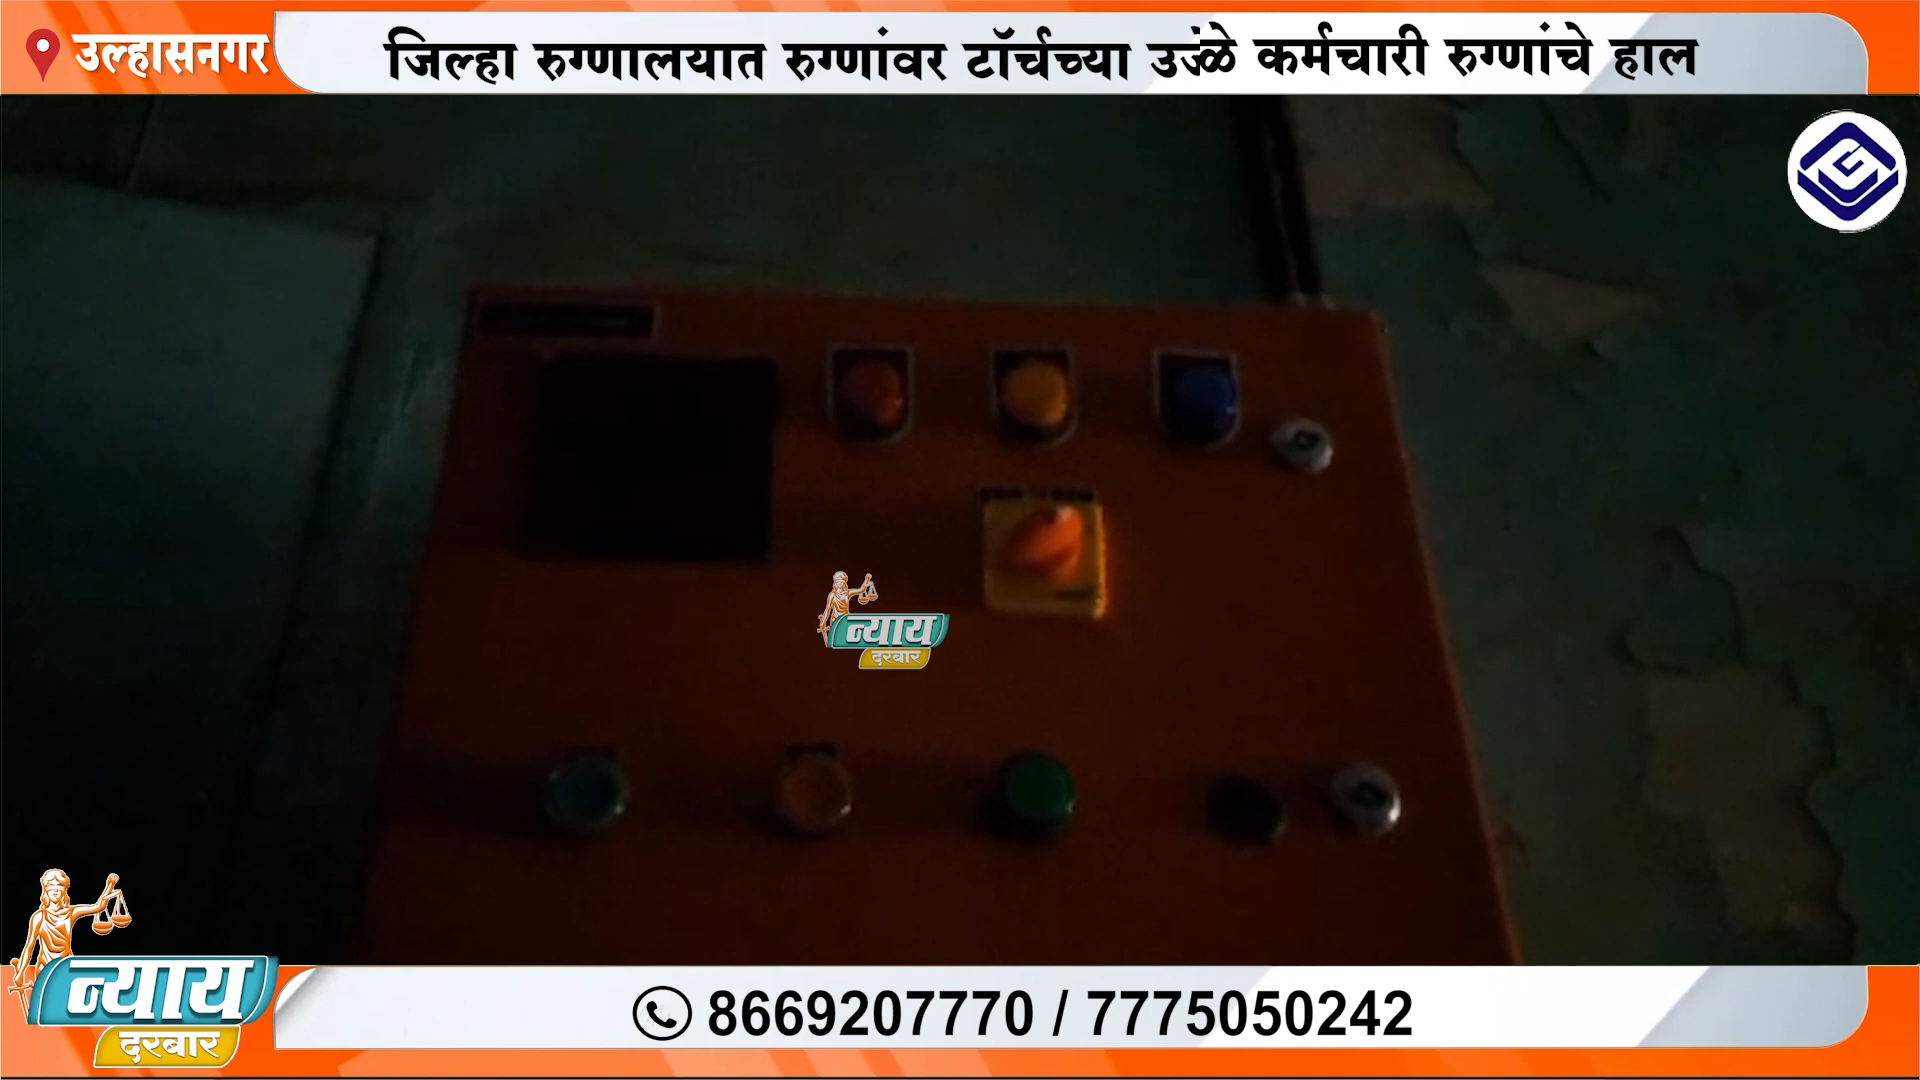 उल्हासनगर
जिल्हा रुग्णालयात रुग्णांवर टॉर्चच्या उजेळे कर्मचारी रुग्णांचे हाल
न्याय
दरबार
न्याय
दरबार
8669207770 / 7775050242